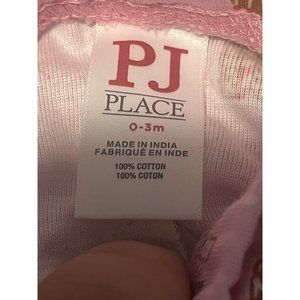 PJ
PLACE
0-3m
MADE IN INDIA
FABRIQUÉ EN INDE
100% COTTON
100% COTON